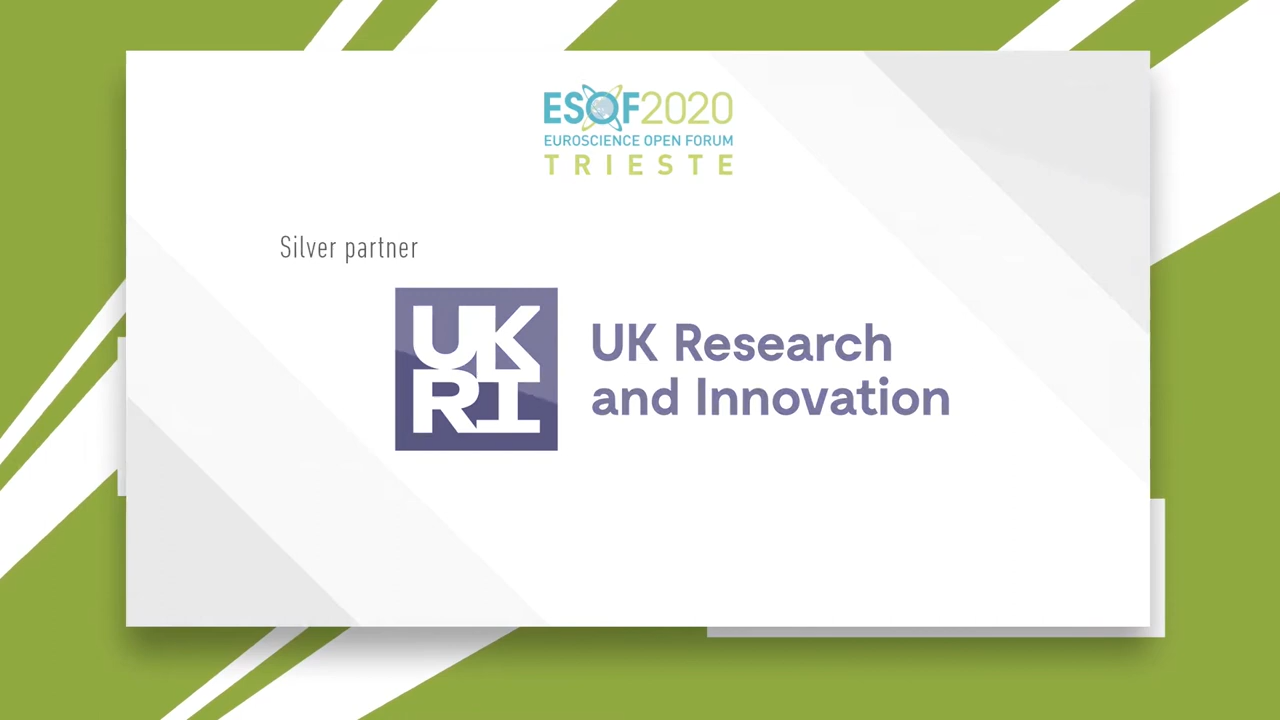 ESOF2020
EUROSCIENCE OPEN FORUM
TRIESTE
Silver partner
UK
RI
UK Research
and Innovation